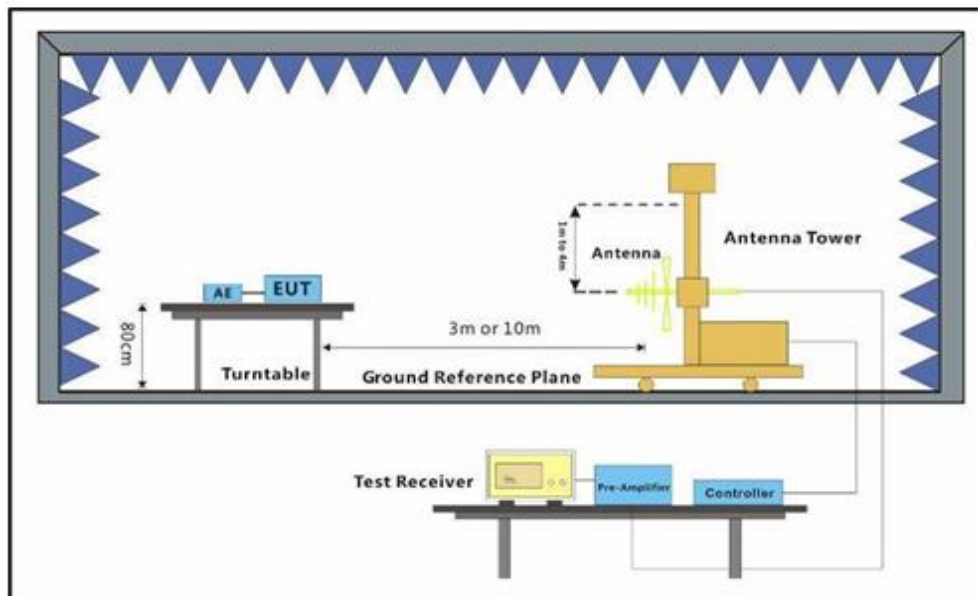 1m to 4m
Antenna
Antenna Tower
AE
EUT
80cm
3m or 10m
Turntable
Ground Reference Plane
Test Receiver
Pre-Amplifier
Controller